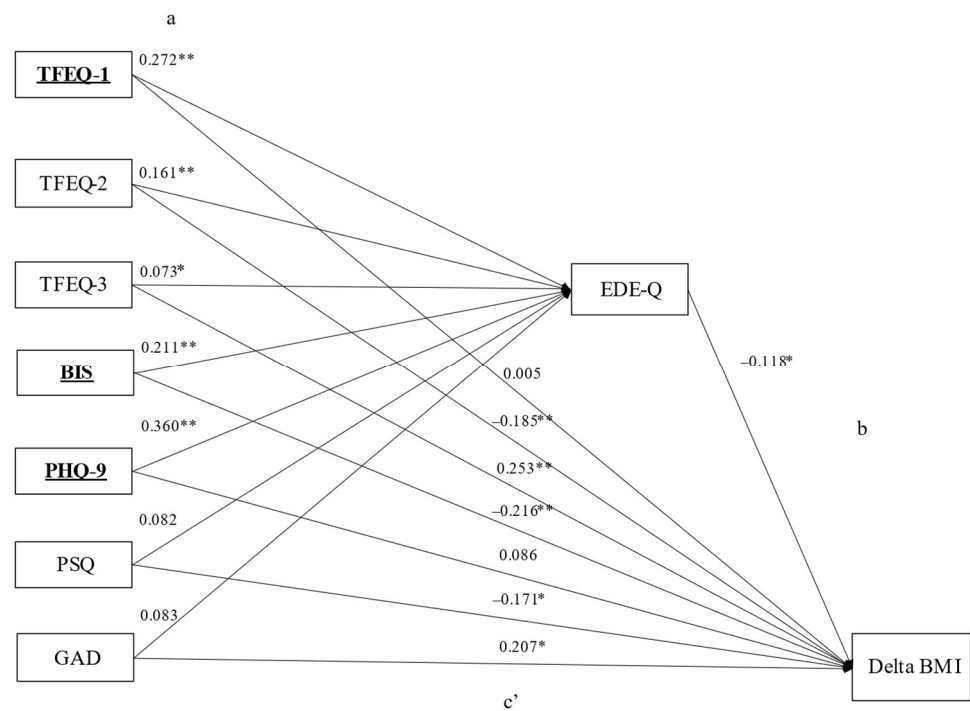 a
TFEQ-1
0.272**
TFEQ-2
0.161**
TFEQ-3
0.073*
EDE-Q
BIS
0.211**
PHQ-9
0.360**
PSQ
0.082
GAD
0.083
–0.118*
b
0.005
–0.185**
0.253**
–0.216**
0.086
–0.171*
0.207*
Delta BMI
c’